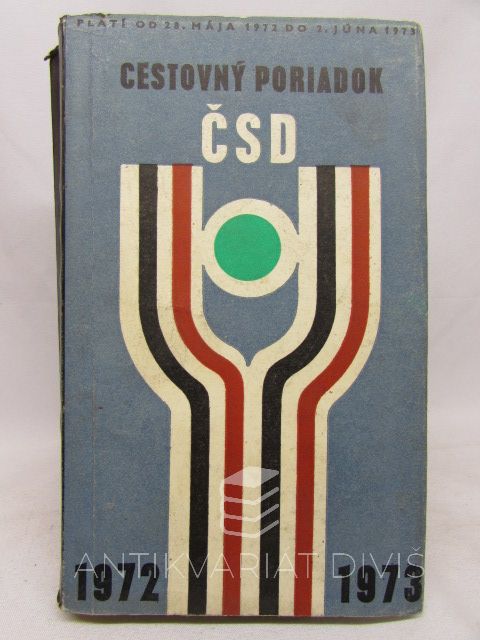 PLATÍ OD 28. MÁJA 1972 DO 2. JÚNA 1973
CESTOVNÝ PORIADOK
ČSD
ANTIKVARIÁT DIVIŠ
1972 1973